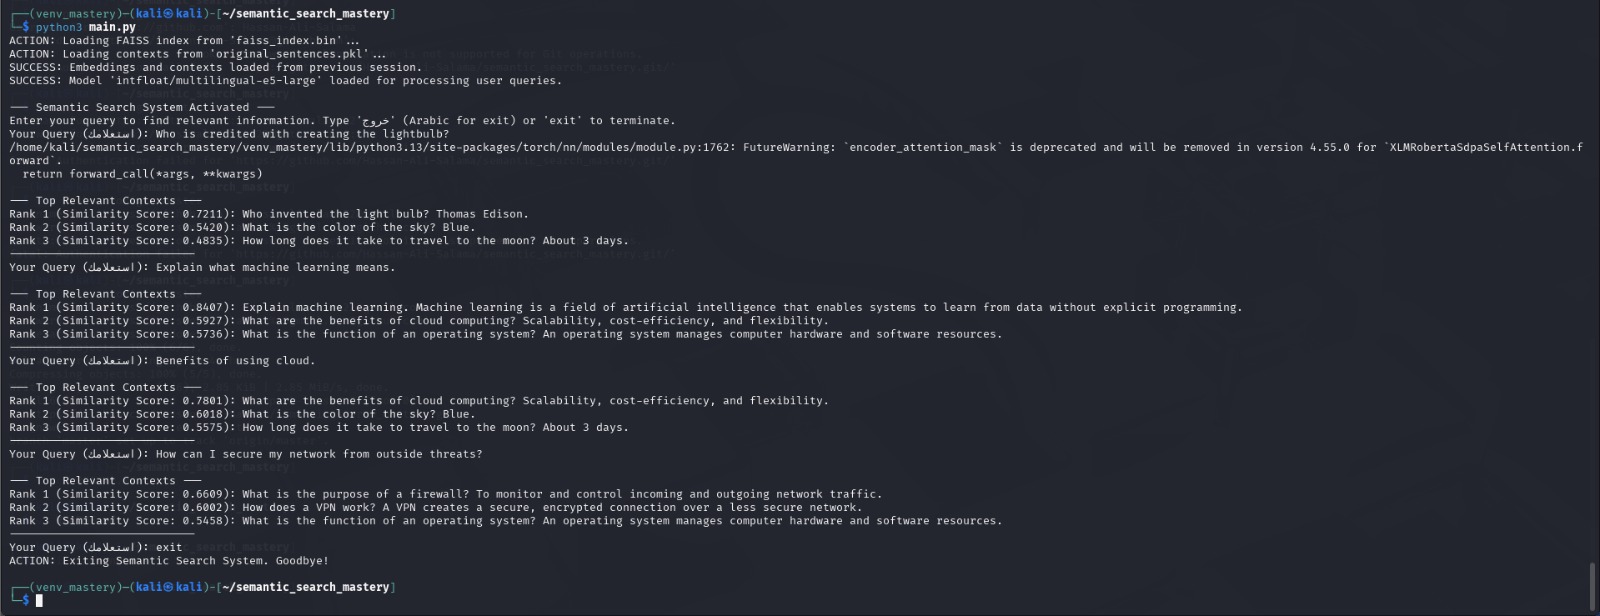 ┌──(venv_mastery)─(kali㉿kali)-[~/semantic_search_mastery]
└─$ python3 main.py
ACTION: Loading FAISS index from 'faiss_index.bin'...
ACTION: Loading contexts from 'original_sentences.pkl'...
SUCCESS: Embeddings and contexts loaded from previous session.
SUCCESS: Model 'intfloat/multilingual-e5-large' loaded for processing user queries.
--- Semantic Search System Activated ---
Enter your query to find relevant information. Type 'خروج' (Arabic for exit) or 'exit' to terminate.
Your Query (استعلامك): Who is credited with creating the lightbulb?
/home/kali/semantic_search_mastery/venv_mastery/lib/python3.13/site-packages/torch/nn/modules/module.py:1762: FutureWarning: `encoder_attention_mask` is deprecated and will be removed in version 4.55.0 for `XLMRobertaSdpaSelfAttention.f
orward`.
  return forward_call(*args, **kwargs)
--- Top Relevant Contexts ---
Rank 1 (Similarity Score: 0.7211): Who invented the light bulb? Thomas Edison.
Rank 2 (Similarity Score: 0.5420): What is the color of the sky? Blue.
Rank 3 (Similarity Score: 0.4835): How long does it take to travel to the moon? About 3 days.
----------------------------
Your Query (استعلامك): Explain what machine learning means.
--- Top Relevant Contexts ---
Rank 1 (Similarity Score: 0.8407): Explain machine learning. Machine learning is a field of artificial intelligence that enables systems to learn from data without explicit programming.
Rank 2 (Similarity Score: 0.5927): What are the benefits of cloud computing? Scalability, cost-efficiency, and flexibility.
Rank 3 (Similarity Score: 0.5736): What is the function of an operating system? An operating system manages computer hardware and software resources.
----------------------------
Your Query (استعلامك): Benefits of using cloud.
--- Top Relevant Contexts ---
Rank 1 (Similarity Score: 0.7801): What are the benefits of cloud computing? Scalability, cost-efficiency, and flexibility.
Rank 2 (Similarity Score: 0.6018): What is the color of the sky? Blue.
Rank 3 (Similarity Score: 0.5575): How long does it take to travel to the moon? About 3 days.
----------------------------
Your Query (استعلامك): How can I secure my network from outside threats?
--- Top Relevant Contexts ---
Rank 1 (Similarity Score: 0.6609): What is the purpose of a firewall? To monitor and control incoming and outgoing network traffic.
Rank 2 (Similarity Score: 0.6002): How does a VPN work? A VPN creates a secure, encrypted connection over a less secure network.
Rank 3 (Similarity Score: 0.5458): What is the function of an operating system? An operating system manages computer hardware and software resources.
----------------------------
Your Query (استعلامك): exit
ACTION: Exiting Semantic Search System. Goodbye!
┌──(venv_mastery)─(kali㉿kali)-[~/semantic_search_mastery]
└─$